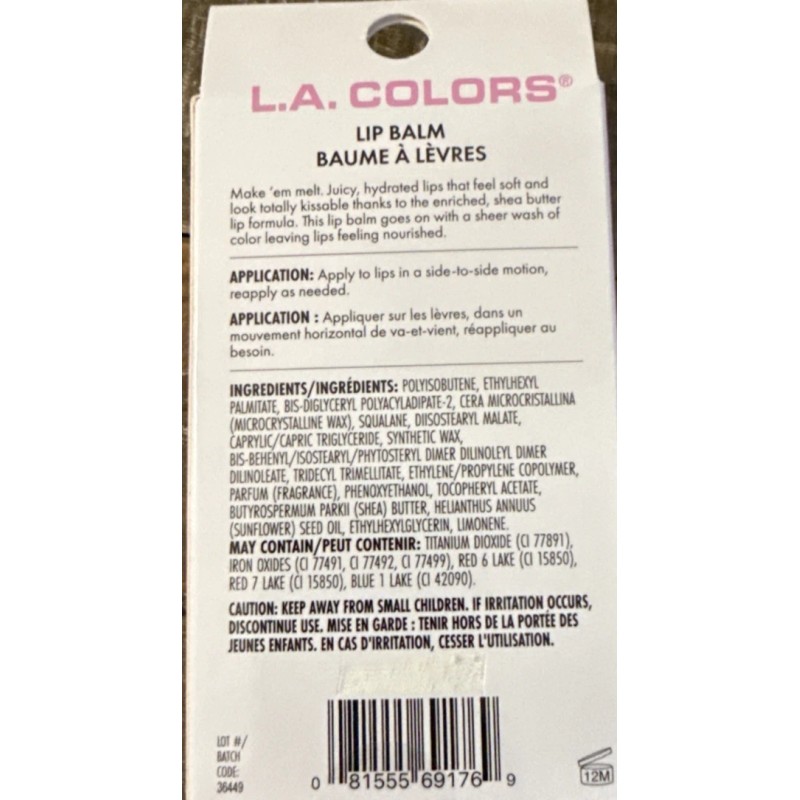 L.A. COLORS®
LIP BALM
BAUME À LÈVRES
Make 'em melt. Juicy, hydrated lips that feel soft and
look totally kissable thanks to the enriched, shea butter
lip formula. This lip balm goes on with a sheer wash of
color leaving lips feeling nourished.
APPLICATION: Apply to lips in a side-to-side motion,
reapply as needed.
APPLICATION : Appliquer sur les lèvres, dans un
mouvement horizontal de va-et-vient, réappliquer au
besoin.
INGREDIENTS/INGRÉDIENTS: POLYISOBUTENE, ETHYLHEXYL
PALMITATE, BIS-DIGLYCERYL POLYACYLADIPATE-2, CERA MICROCRISTALLINA
(MICROCRYSTALLINE WAX), SQUALANE, DIISOSTEARYL MALATE,
CAPRYLIC/CAPRIC TRIGLYCERIDE, SYNTHETIC WAX,
BIS-BEHENYL/ISOSTEARYL/PHYTOSTERYL DIMER DILINOLEYL DIMER
DILINOLEATE, TRIDECYL TRIMELLITATE, ETHYLENE/PROPYLENE COPOLYMER,
PARFUM (FRAGRANCE), PHENOXYETHANOL, TOCOPHERYL ACETATE,
BUTYROSPERMUM PARKII (SHEA) BUTTER, HELIANTHUS ANNUUS
(SUNFLOWER) SEED OIL, ETHYLHEXYLGLYCERIN, LIMONENE.
MAY CONTAIN/PEUT CONTENIR: TITANIUM DIOXIDE (CI 77891),
IRON OXIDES (CI 77491, CI 77492, CI 77499), RED 6 LAKE (CI 15850),
RED 7 LAKE (CI 15850), BLUE 1 LAKE (CI 42090).
CAUTION: KEEP AWAY FROM SMALL CHILDREN. IF IRRITATION OCCURS,
DISCONTINUE USE. MISE EN GARDE : TENIR HORS DE LA PORTÉE DES
JEUNES ENFANTS. EN CAS D'IRRITATION, CESSER L'UTILISATION.
LOT #/
BATCH
CODE:
36449
0 81555 69176 9
12M